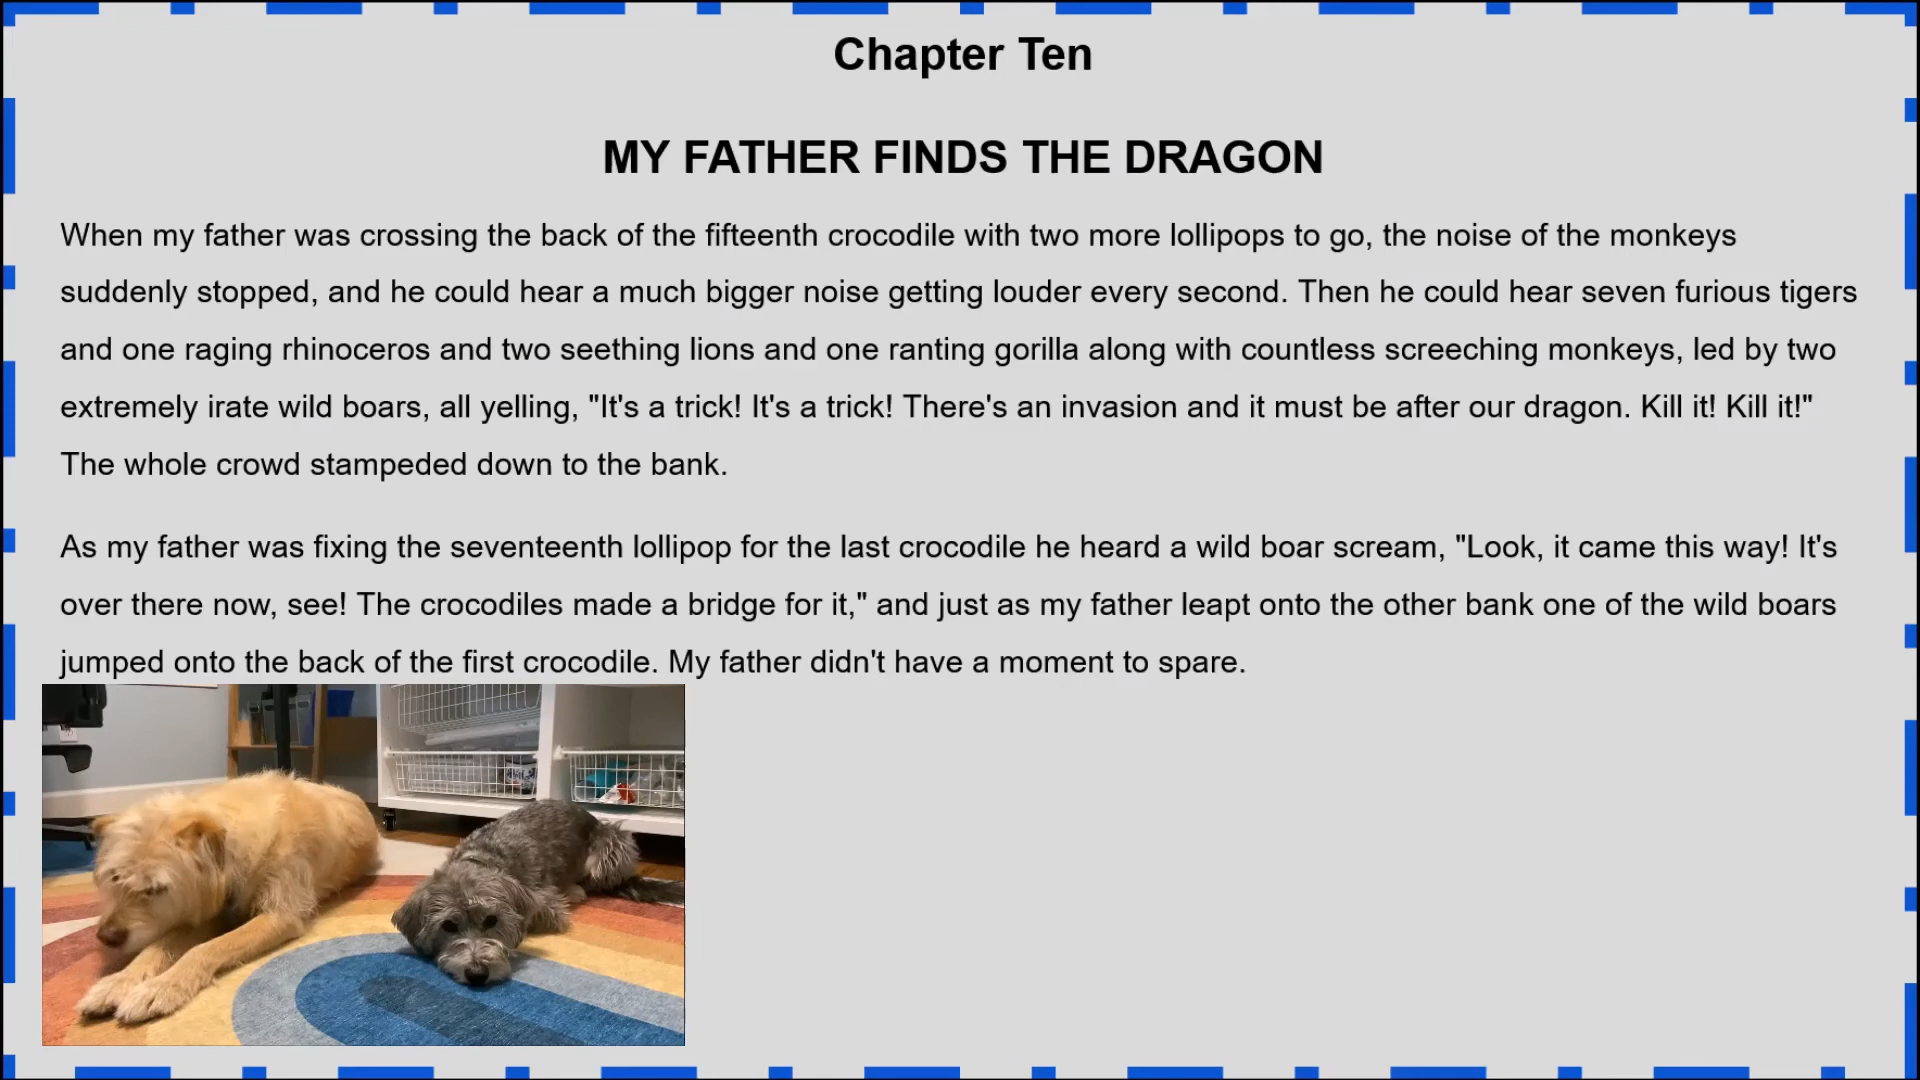 Chapter Ten
MY FATHER FINDS THE DRAGON
When my father was crossing the back of the fifteenth crocodile with two more lollipops to go, the noise of the monkeys
suddenly stopped, and he could hear a much bigger noise getting louder every second. Then he could hear seven furious tigers
and one raging rhinoceros and two seething lions and one ranting gorilla along with countless screeching monkeys, led by two
extremely irate wild boars, all yelling, "It's a trick! It's a trick! There's an invasion and it must be after our dragon. Kill it! Kill it!"
The whole crowd stampeded down to the bank.
As my father was fixing the seventeenth lollipop for the last crocodile he heard a wild boar scream, "Look, it came this way! It's
over there now, see! The crocodiles made a bridge for it," and just as my father leapt onto the other bank one of the wild boars
jumped onto the back of the first crocodile. My father didn't have a moment to spare.